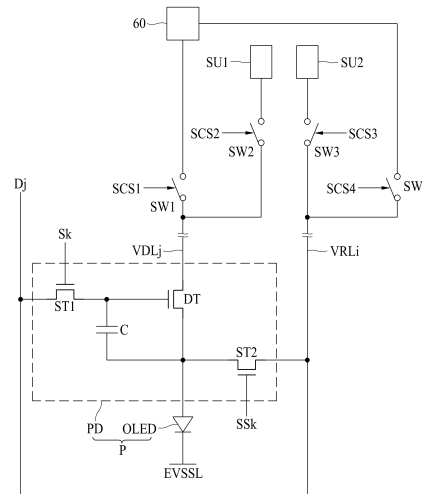 60
SU1
SU2
SCS2
SCS3
SW2
SW3
Dj
SCS1
SCS4
SW
SW1
Sk
VDLj
VRLi
DT
ST1
C
ST2
PD
OLED
SSk
P
EVSSL